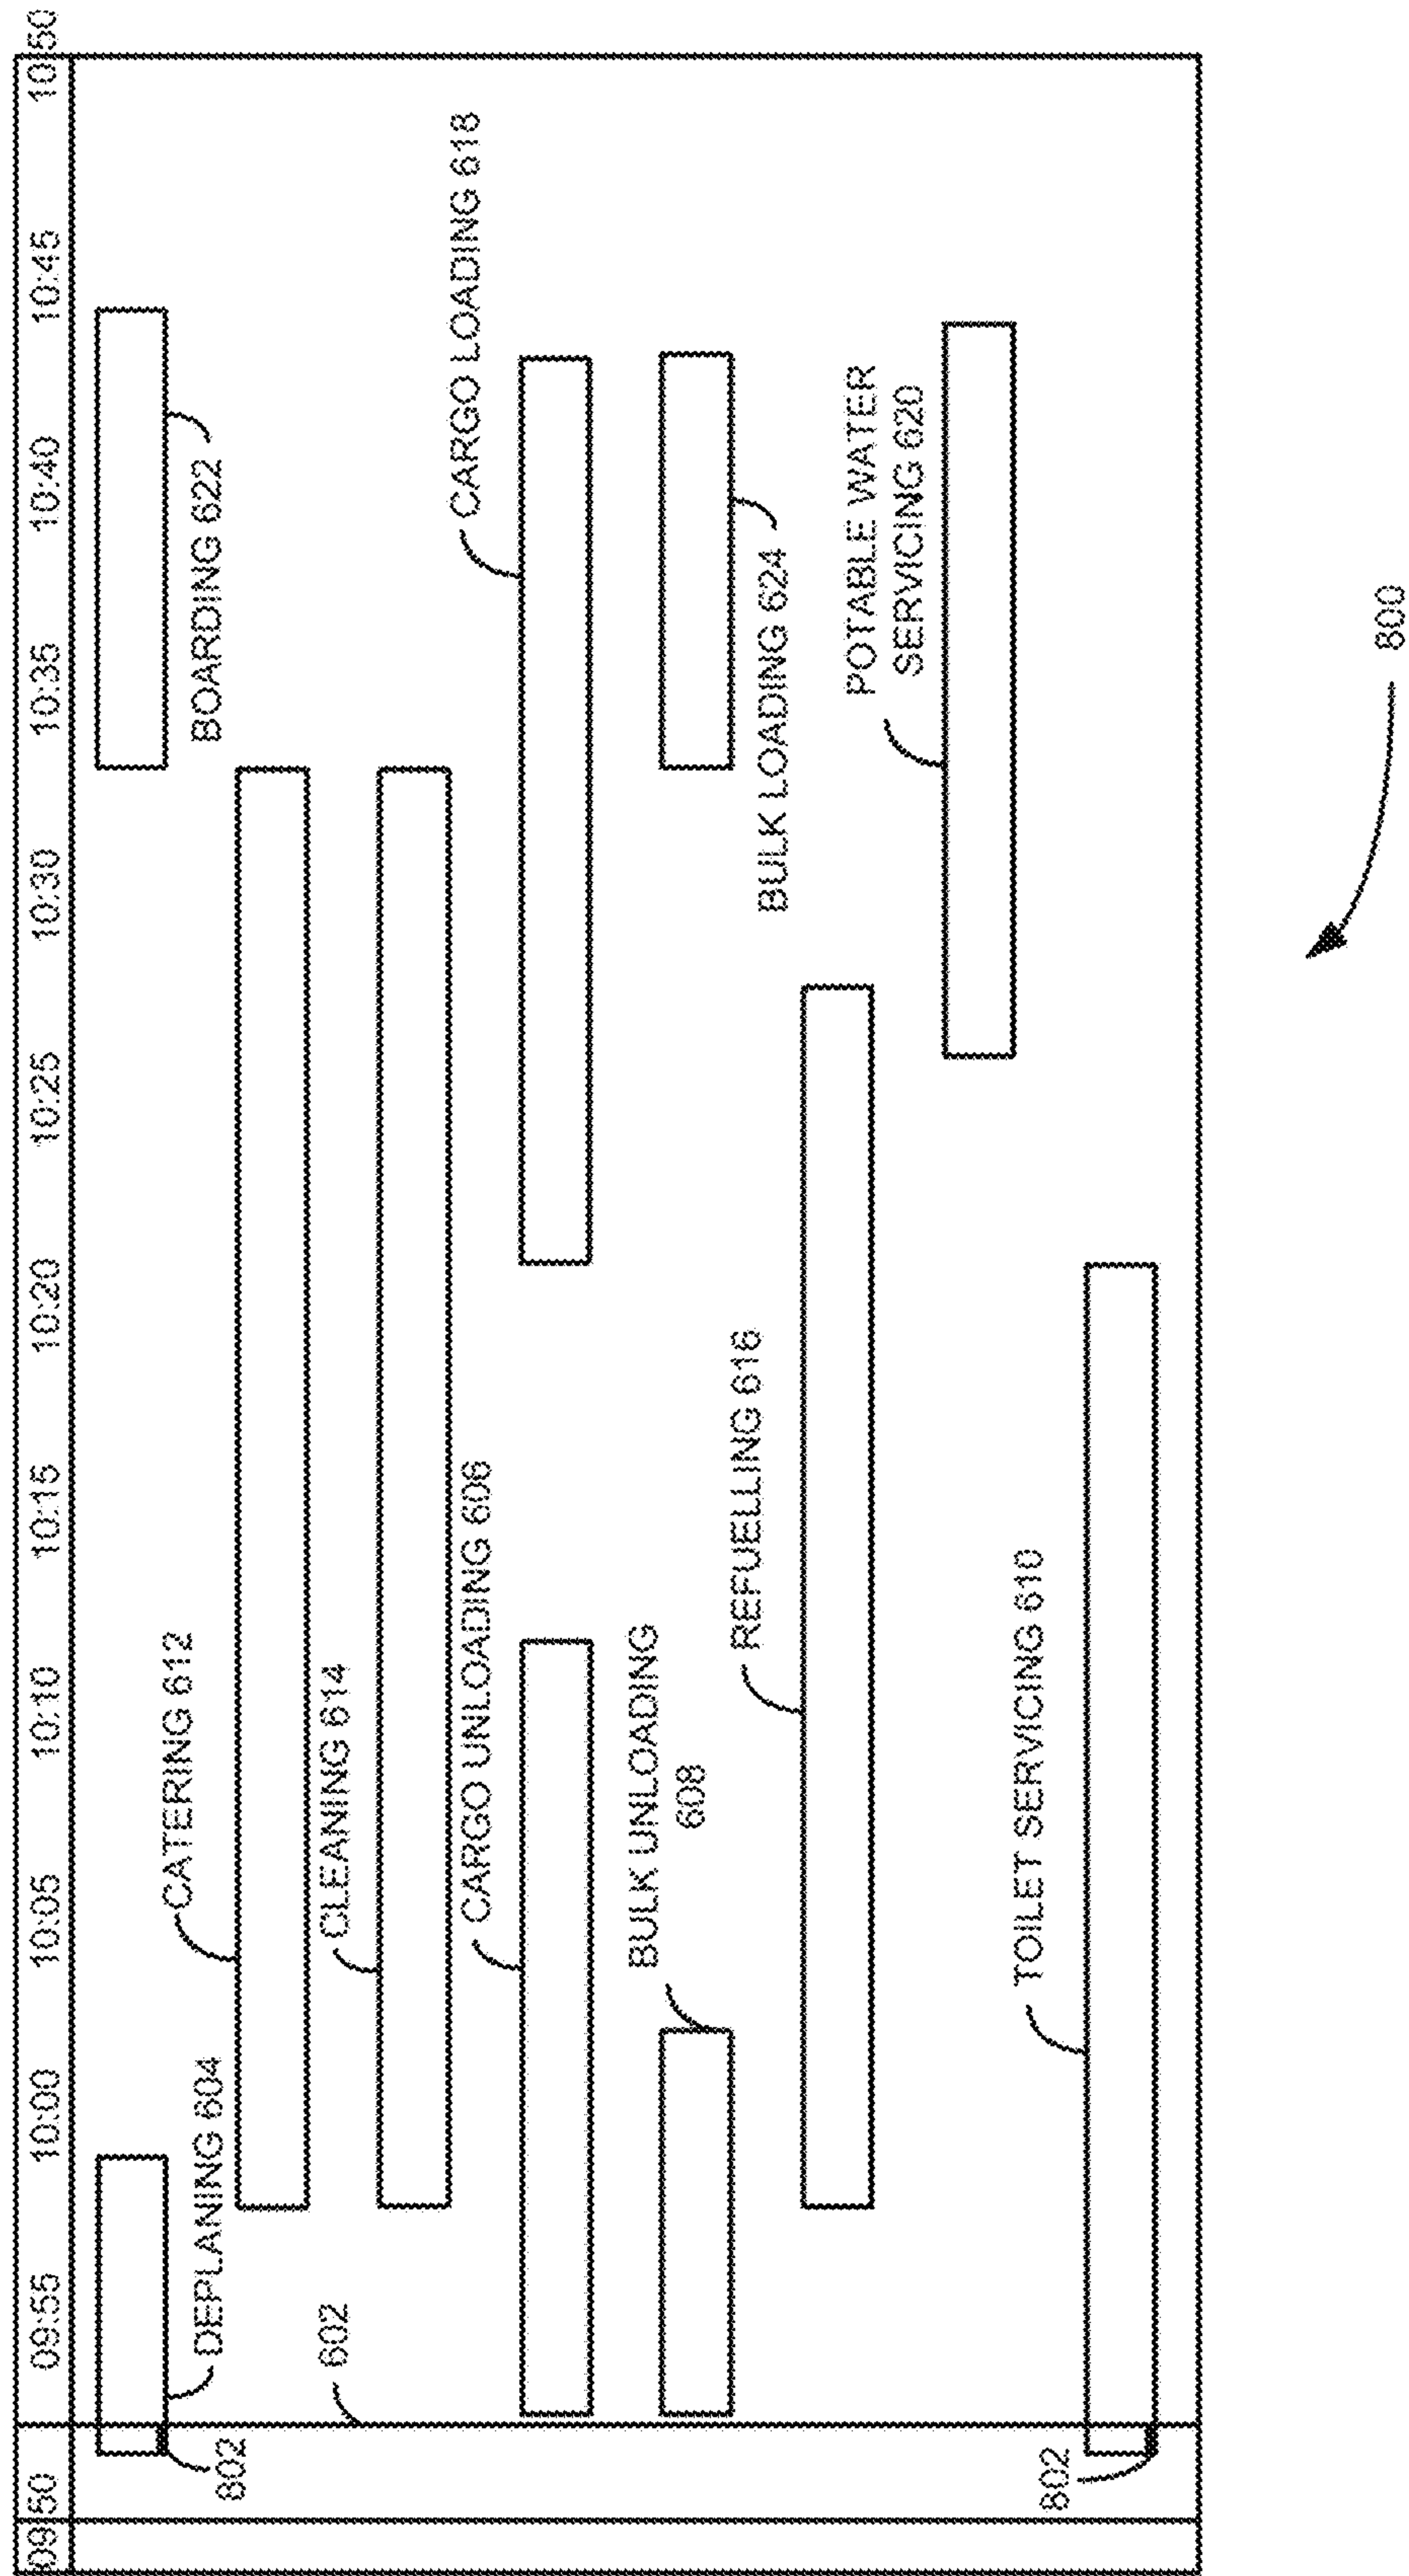 09:50 09:55 10:00 10:05 10:10 10:15 10:20 10:25 10:30 10:35 10:40 10:45 10:50
DEPLANING 604
802
BOARDING 622
CATERING 612
602
CLEANING 614
CARGO UNLOADING 606
CARGO LOADING 618
BULK UNLOADING
608
BULK LOADING 624
REFUELLING 616
POTABLE WATER
SERVICING 620
TOILET SERVICING 610
802
800